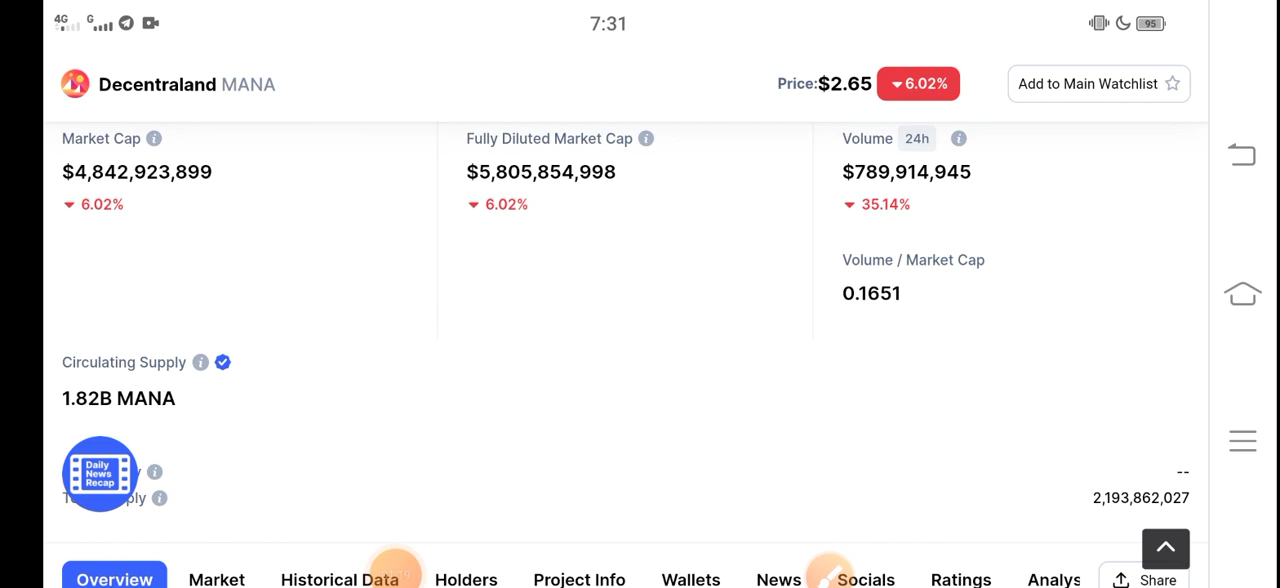 4G G 7:31 95
Decentraland MANA Price:$2.65 6.02% Add to Main Watchlist
Market Cap Fully Diluted Market Cap Volume 24h
$4,842,923,899 $5,805,854,998 $789,914,945
6.02% 6.02% 35.14%
Volume / Market Cap
0.1651
Circulating Supply
1.82B MANA
Daily
News
Recap
--
2,193,862,027
Overview Market Historical Data Holders Project Info Wallets News Socials Ratings Analys Share